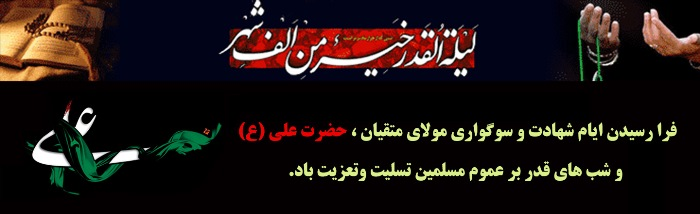 لیلة القدر خیر من الف شهر
فرا رسیدن ایام شهادت و سوگواری مولای متقیان ، حضرت علی (ع)
و شب های قدر بر عموم مسلمین تسلیت وتعزیت باد.
علی